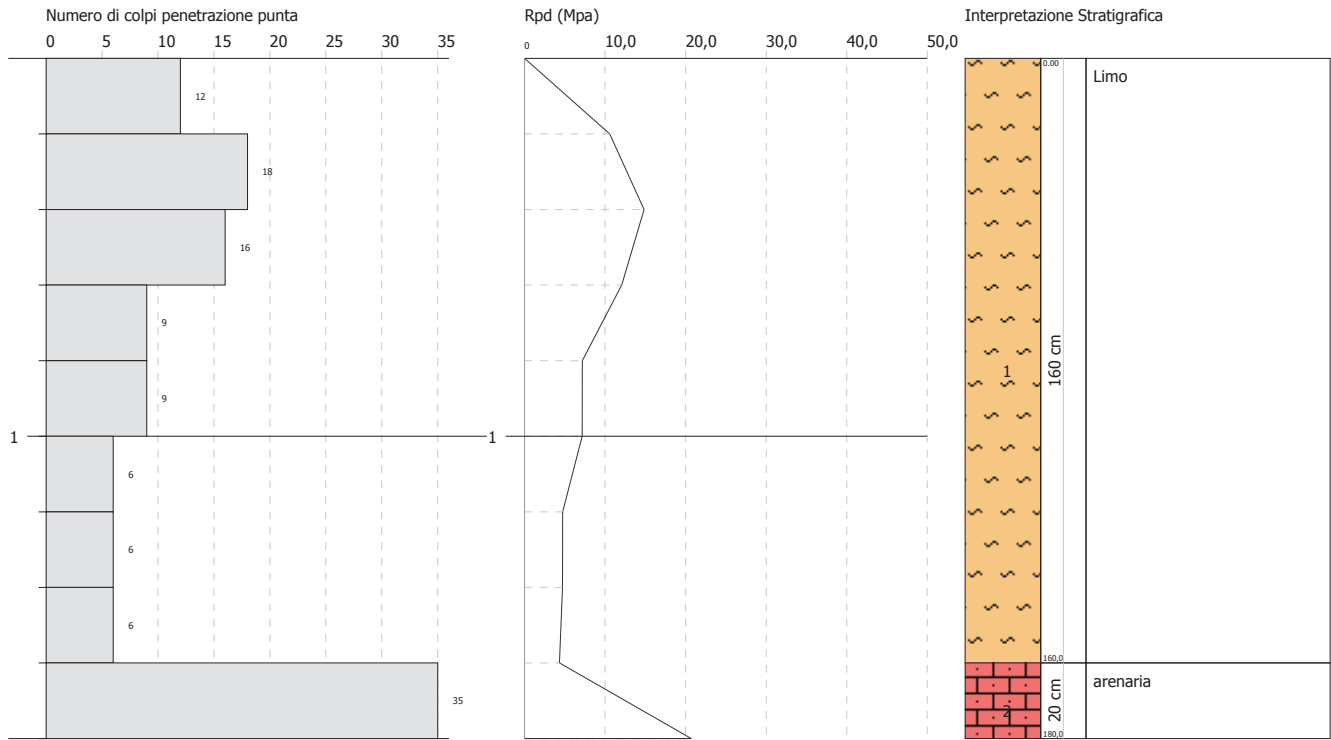 Numero di colpi penetrazione punta
0 5 10 15 20 25 30 35
12
18
16
9
9
1
6
6
6
35
Rpd (Mpa)
0 10,0 20,0 30,0 40,0 50,0
1
Interpretazione Stratigrafica
0.00
Limo
1
160 cm
160,0
arenaria
2
20 cm
180,0